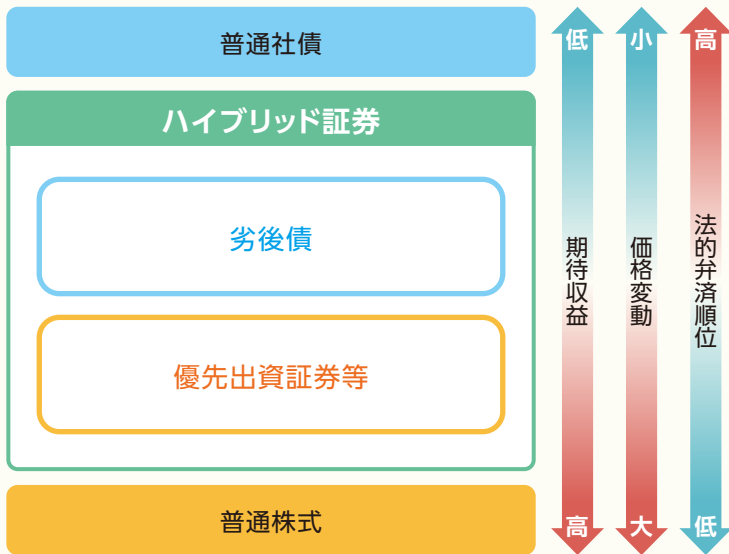 普通社債
ハイブリッド証券
劣後債
優先出資証券等
普通株式
低
期待収益
高
小
価格変動
大
高
法的弁済順位
低